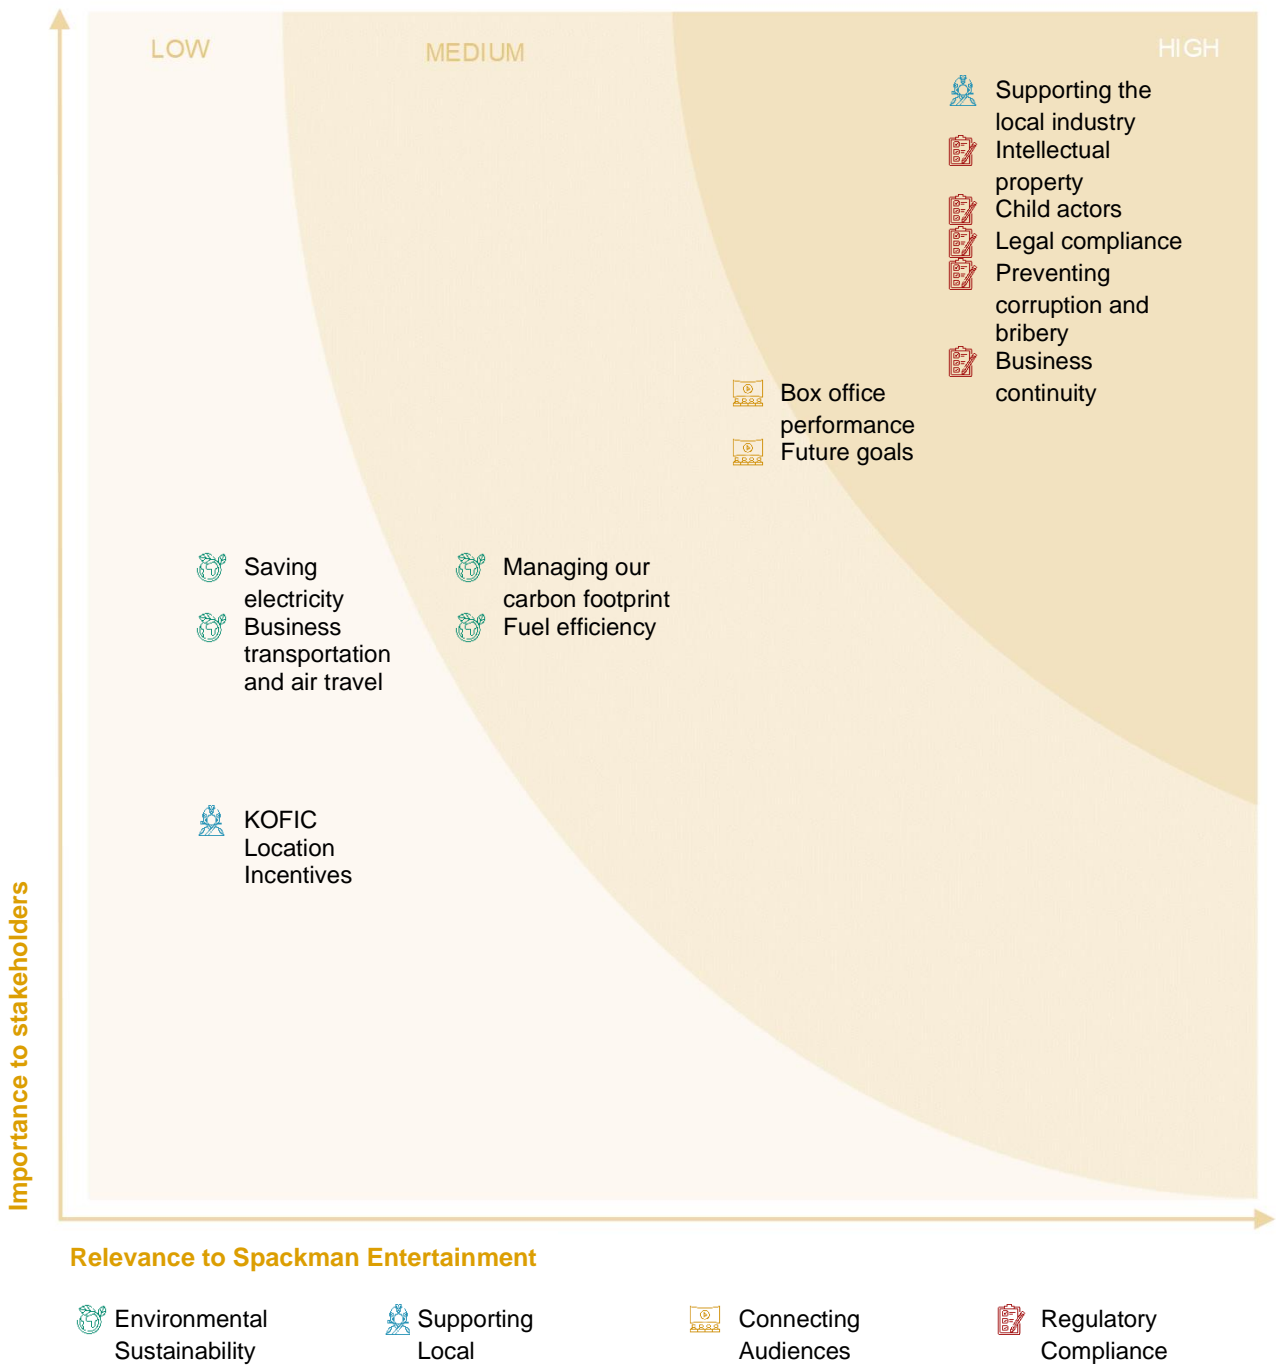 LOW
MEDIUM
HIGH
Supporting the
local industry
Intellectual
property
Child actors
Legal compliance
Preventing
corruption and
bribery
Business
continuity
Box office
performance
Future goals
Saving
electricity
Business
transportation
and air travel
Managing our
carbon footprint
Fuel efficiency
KOFIC
Location
Incentives
Importance to stakeholders
Relevance to Spackman Entertainment
Environmental
Sustainability
Supporting
Local
Connecting
Audiences
Regulatory
Compliance